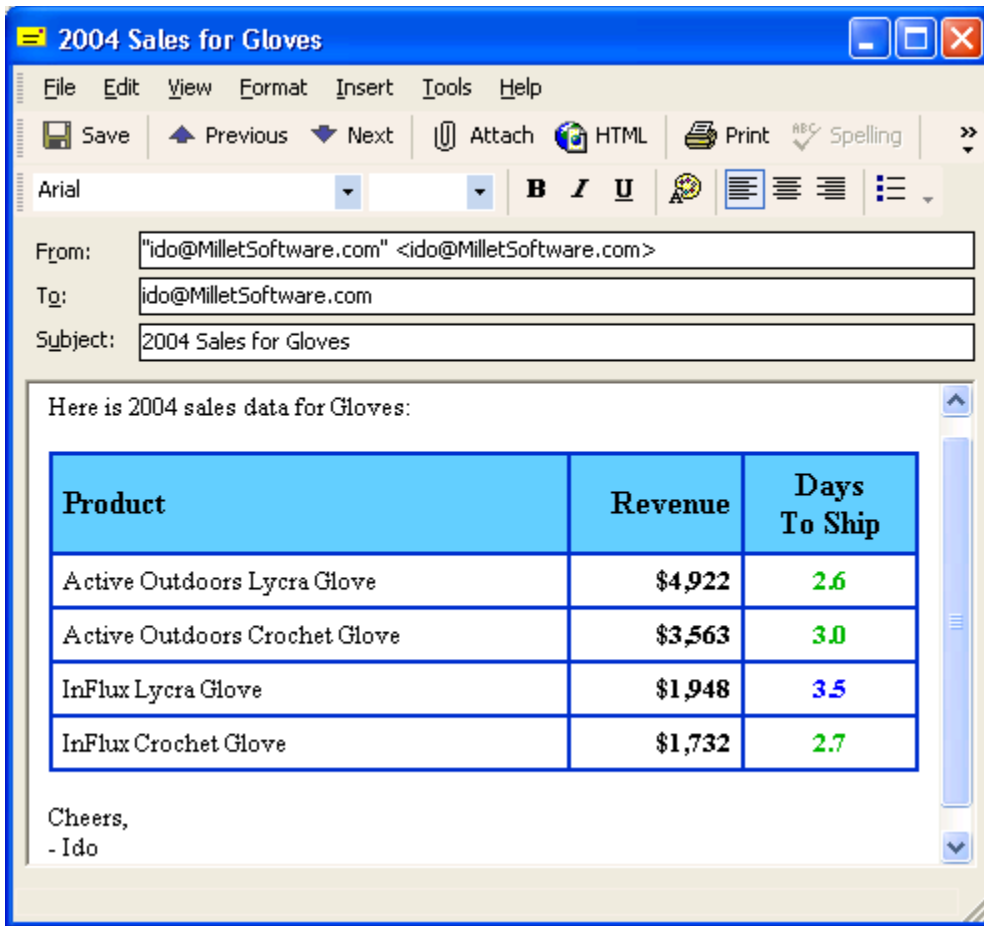 2004 Sales for Gloves
File Edit View Format Insert Tools Help
Save Previous Next Attach HTML Print ABC Spelling »
Arial B I U A
From: "ido@MilletSoftware.com" <ido@MilletSoftware.com>
To: ido@MilletSoftware.com
Subject: 2004 Sales for Gloves
Here is 2004 sales data for Gloves:
Product Revenue Days
To Ship
Active Outdoors Lycra Glove $4,922 2.6
Active Outdoors Crochet Glove $3,563 3.0
InFlux Lycra Glove $1,948 3.5
InFlux Crochet Glove $1,732 2.7
Cheers,
- Ido